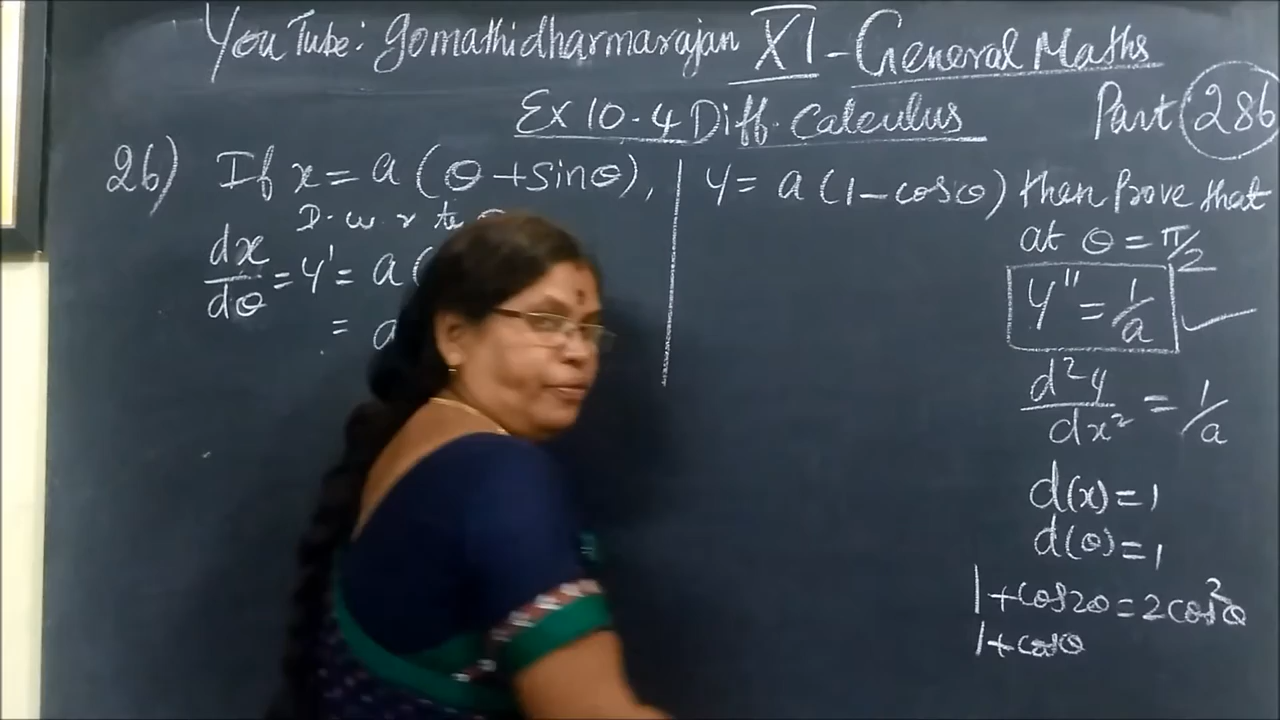 YouTube: gomathidharmarajan XI - General Maths
Ex 10.4 Diff. Calculus Part 286
26) If x = a(θ + sinθ), y = a(1 - cosθ) then Prove that
D. w. r. to
at θ = π/2
dx/dθ = y' = a(
y'' = 1/a
= a
d²y/dx² = 1/a
d(x) = 1
d(θ) = 1
1 + cos2θ = 2cos²θ
1 + cosθ